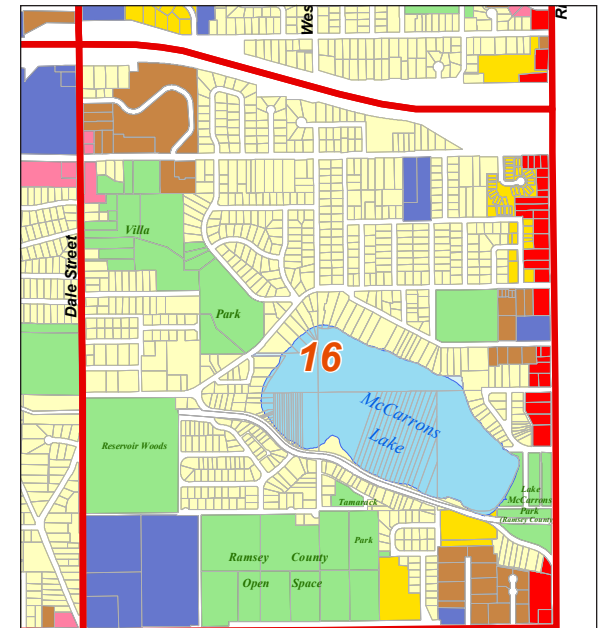 Wes
Ri
Villa
Dale Street
Park
16
McCarrons
Lake
Reservoir Woods
Lake
McCarrons
Park
(Ramsey County)
Tamarack
Park
Ramsey County
Open Space